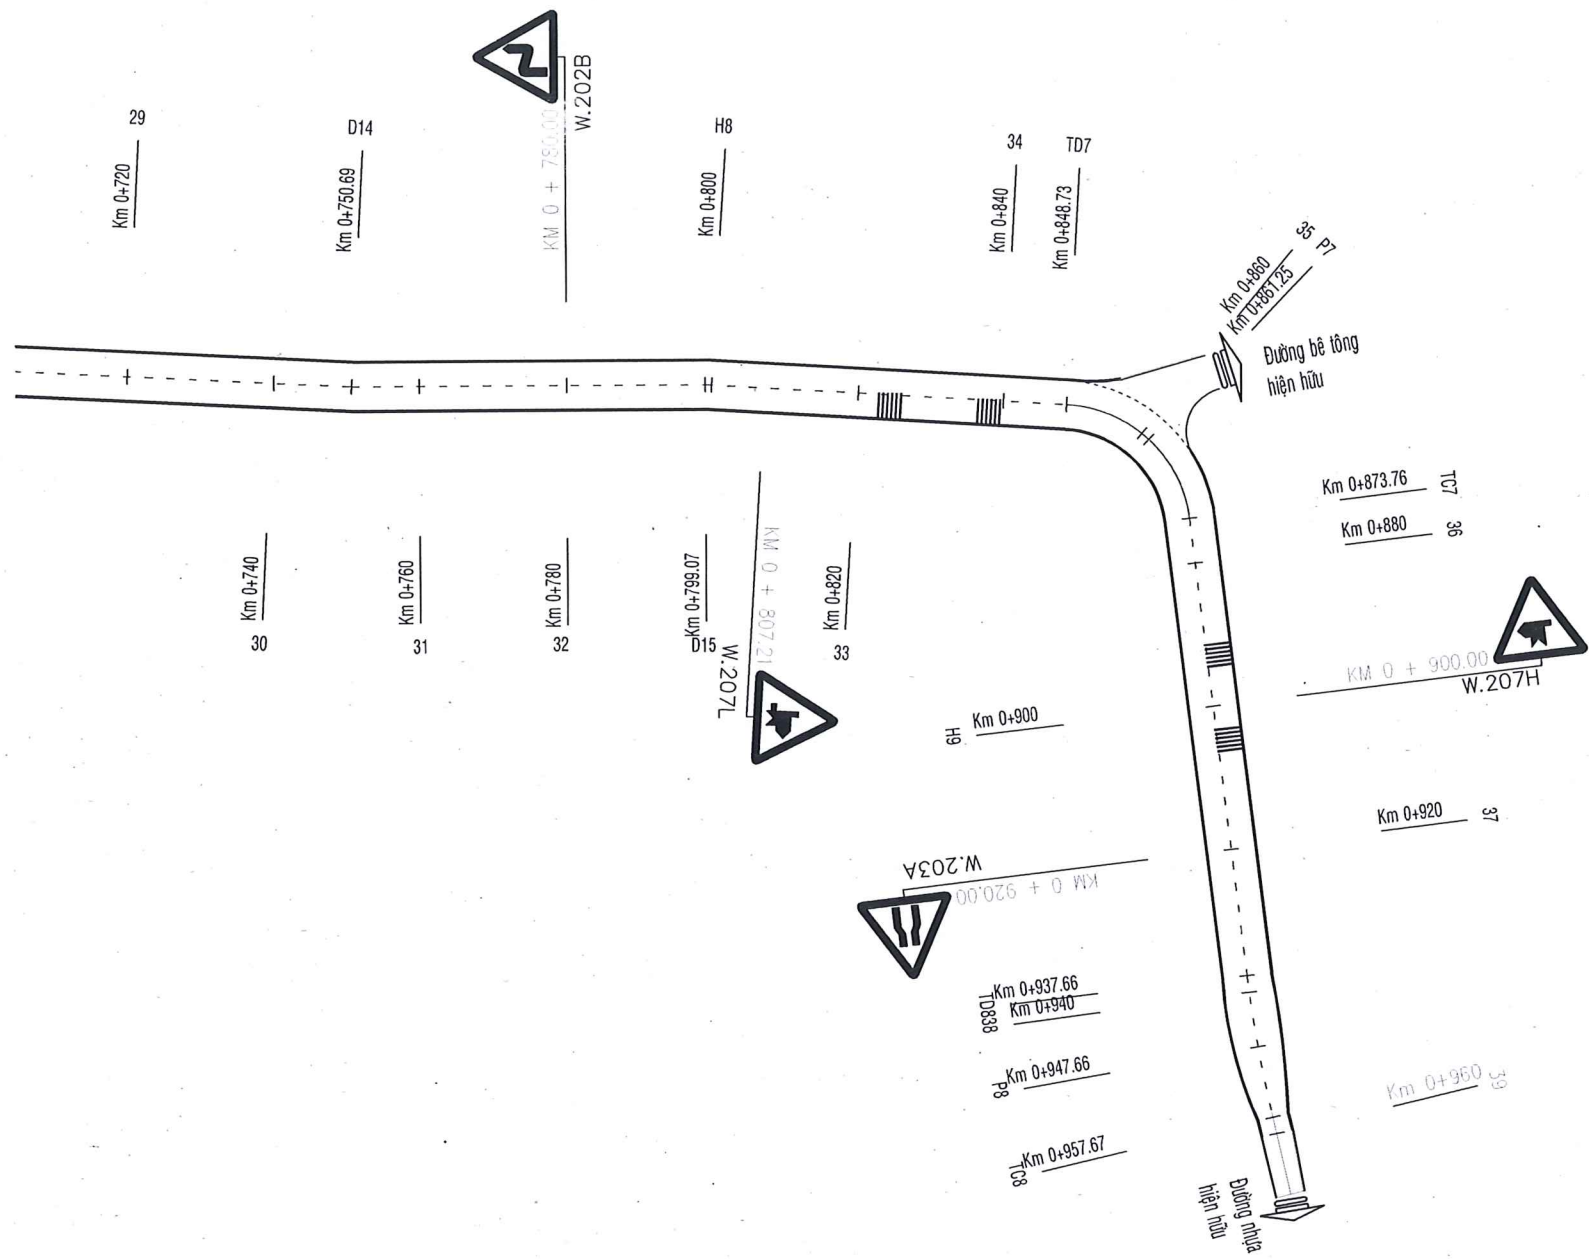 W.202B
KM 0 + 780.00
29
Km 0+720
D14
Km 0+750.69
H8
Km 0+800
34
Km 0+840
TD7
Km 0+848.73
35
Km 0+860
P7
Km 0+861.25
Đường bê tông
hiện hữu
Km 0+740
30
Km 0+760
31
Km 0+780
32
Km 0+799.07
D15
KM 0 + 807.21
W.207L
Km 0+820
33
Km 0+873.76
TC7
Km 0+880
36
KM 0 + 900.00
W.207H
H9
Km 0+900
Km 0+920
37
W.203A
KM 0 + 920.00
Km 0+937.66
TD838
Km 0+940
Km 0+947.66
P8
Km 0+957.67
TC8
Km 0+960
39
Đường nhựa
hiện hữu